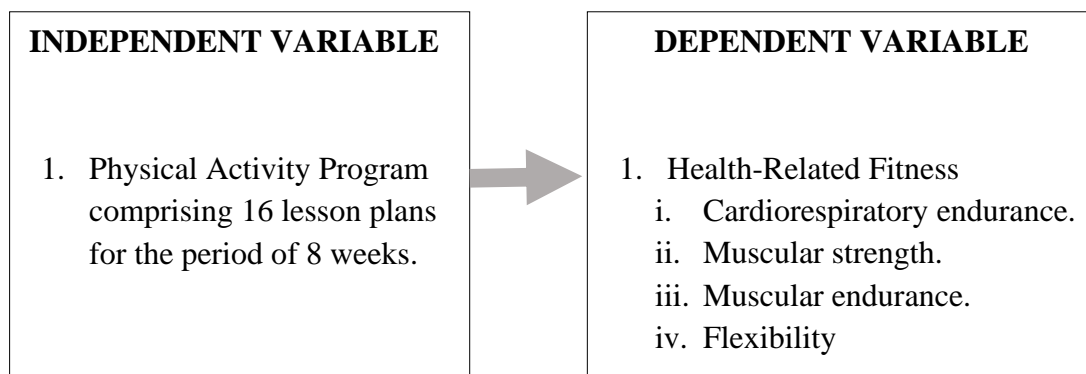 INDEPENDENT VARIABLE
1. Physical Activity Program
comprising 16 lesson plans
for the period of 8 weeks.
DEPENDENT VARIABLE
1. Health-Related Fitness
i. Cardiorespiratory endurance.
ii. Muscular strength.
iii. Muscular endurance.
iv. Flexibility